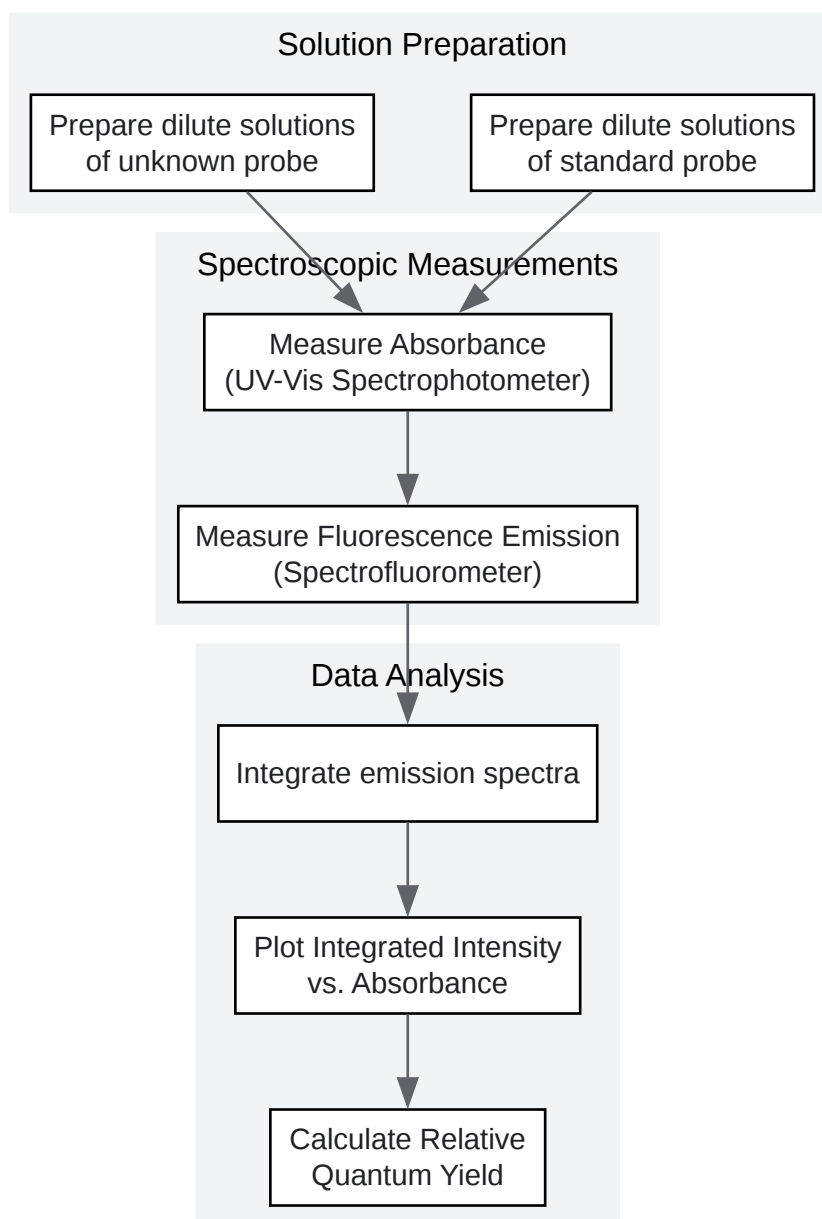 Solution Preparation
Prepare dilute solutions
of unknown probe
Prepare dilute solutions
of standard probe
Spectroscopic Measurements
Measure Absorbance
(UV-Vis Spectrophotometer)
Measure Fluorescence Emission
(Spectrofluorometer)
Data Analysis
Integrate emission spectra
Plot Integrated Intensity
vs. Absorbance
Calculate Relative
Quantum Yield